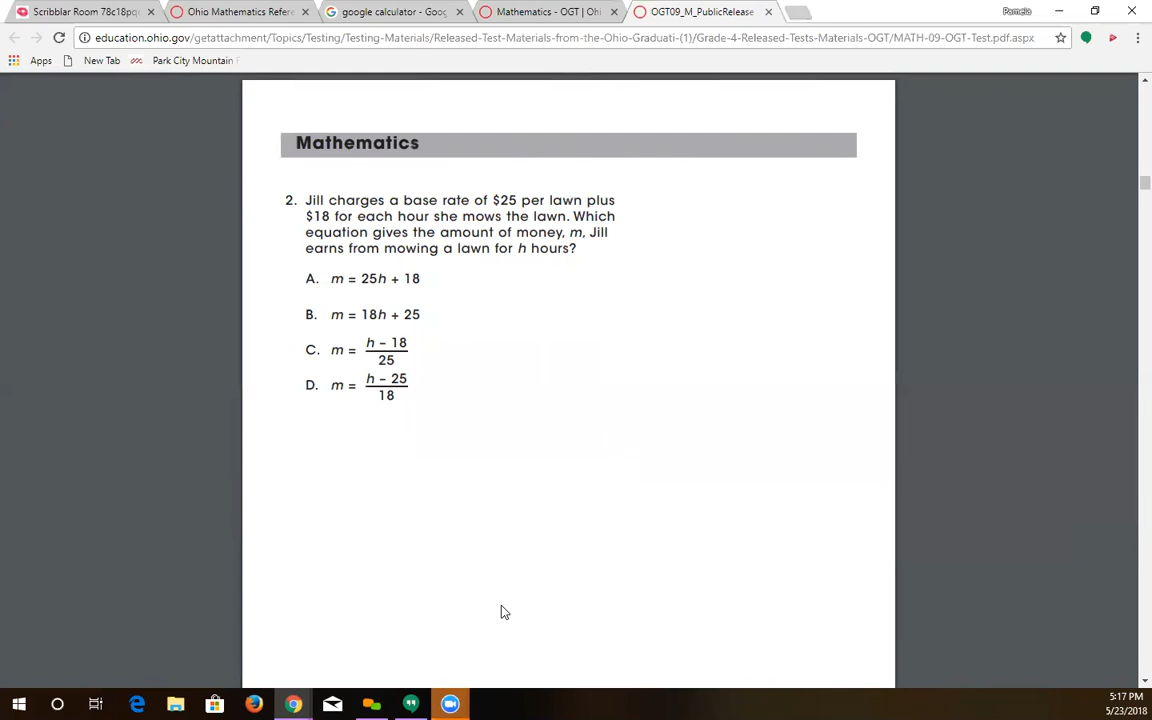 Scribblar Room 78c18pqu
Ohio Mathematics Refere
google calculator - Goog
Mathematics - OGT | Ohi
OGT09_M_PublicRelease
Pamela
education.ohio.gov/getattachment/Topics/Testing/Testing-Materials/Released-Test-Materials-from-the-Ohio-Graduati-(1)/Grade-4-Released-Tests-Materials-OGT/MATH-09-OGT-Test.pdf.aspx
Apps New Tab Park City Mountain
Mathematics
2. Jill charges a base rate of $25 per lawn plus
$18 for each hour she mows the lawn. Which
equation gives the amount of money, m, Jill
earns from mowing a lawn for h hours?
A. m = 25h + 18
B. m = 18h + 25
C. m = h – 18
25
D. m = h – 25
18
5:17 PM
5/23/2018